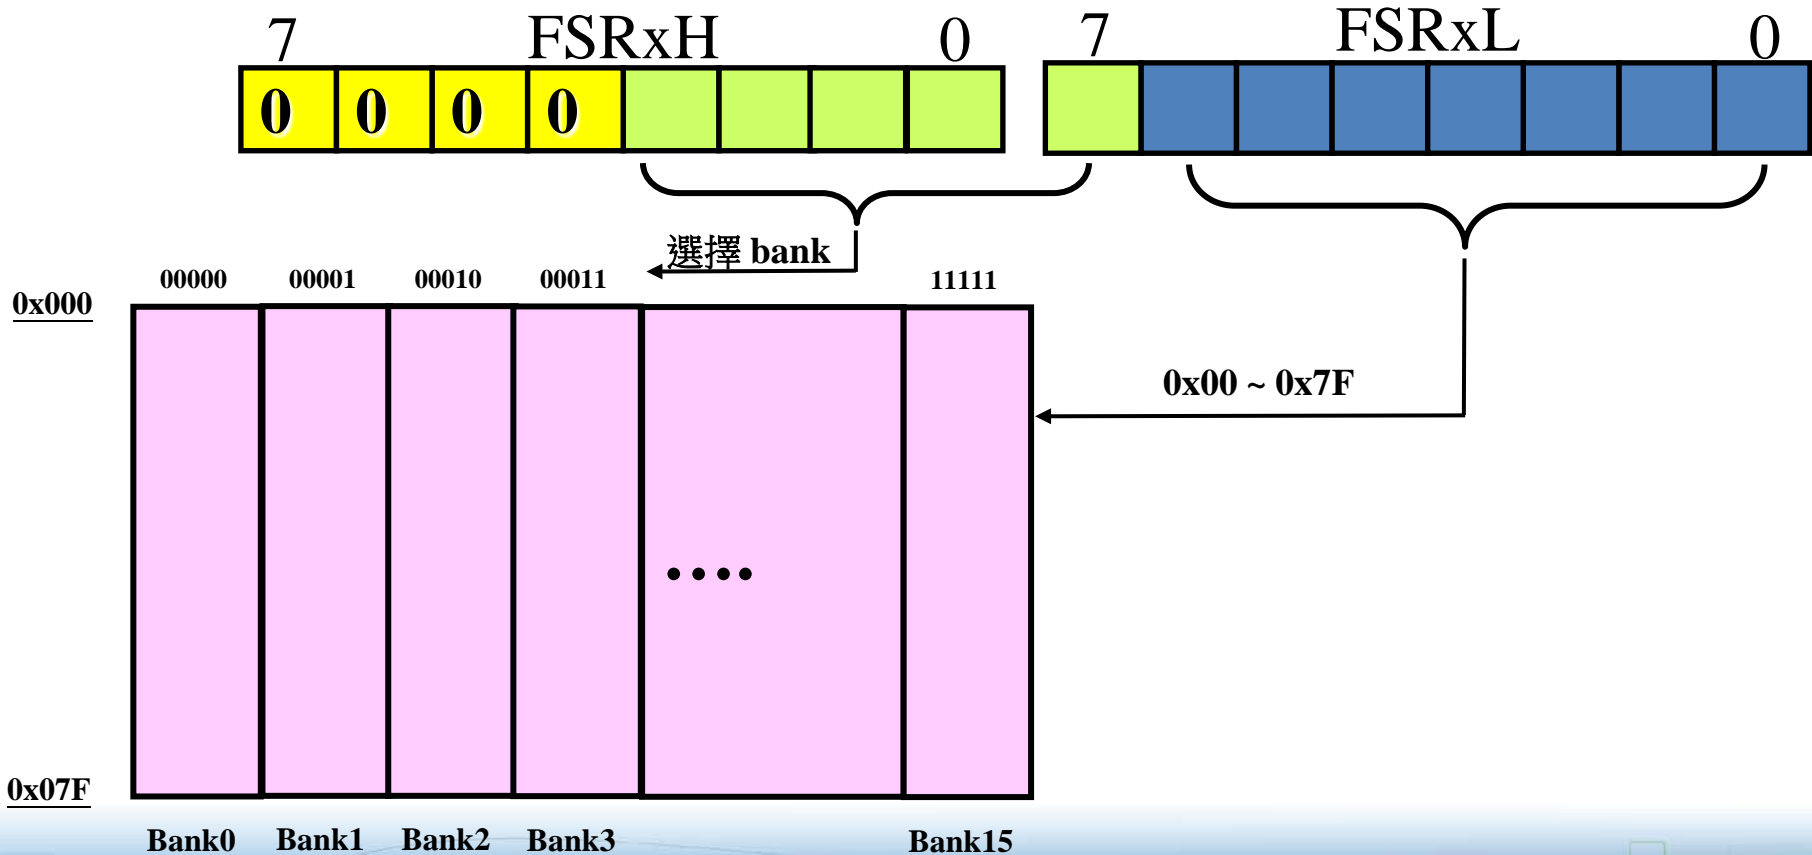 7 FSRxH 0 7 FSRxL 0
0 0 0 0
選擇 bank
00000 00001 00010 00011 11111
0x000
0x00 ~ 0x7F
....
0x07F
Bank0 Bank1 Bank2 Bank3 Bank15